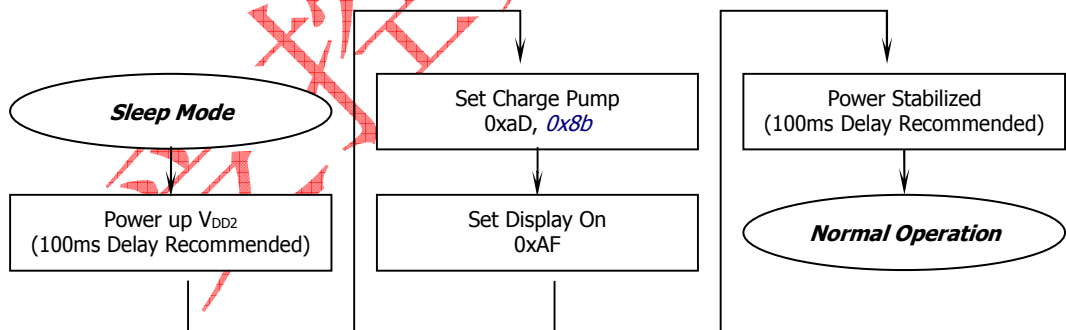 Sleep Mode
Power up VDD2
(100ms Delay Recommended)
Set Charge Pump
0xaD, 0x8b
Set Display On
0xAF
Power Stabilized
(100ms Delay Recommended)
Normal Operation